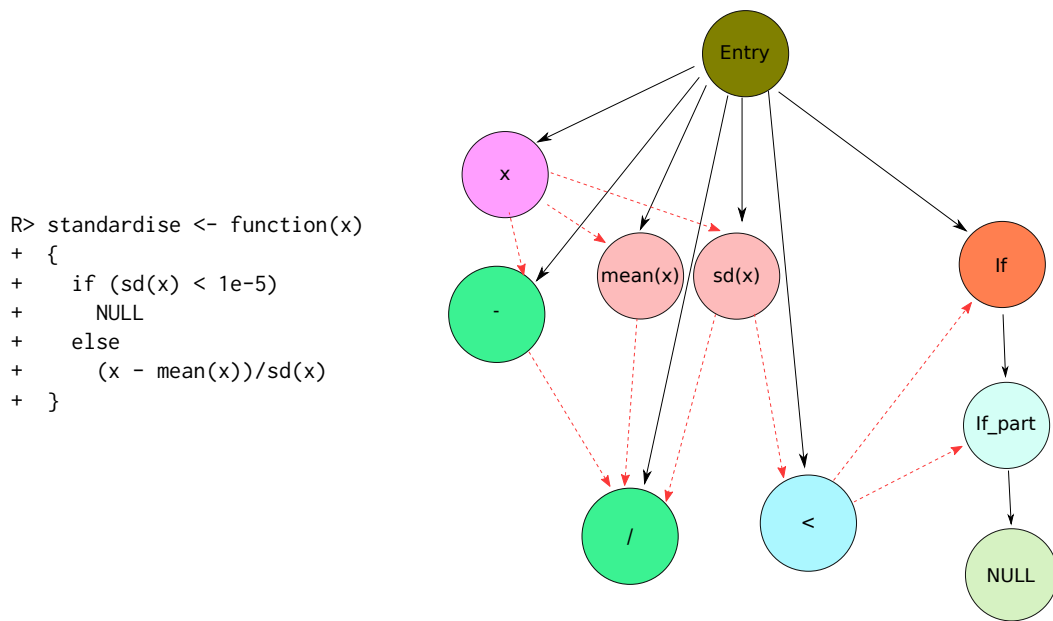 R> standardise <- function(x)
+ {
+   if (sd(x) < 1e-5)
+     NULL
+   else
+     (x - mean(x))/sd(x)
+ }
Entry
x
mean(x)
sd(x)
If
-
If_part
/
<
NULL